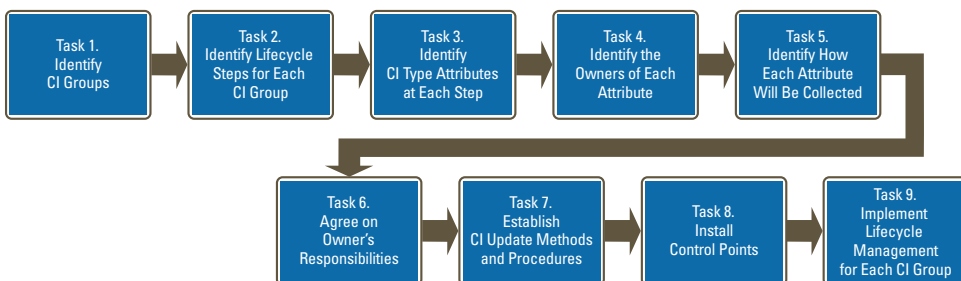 Task 1.
Identify
CI Groups
Task 2.
Identify Lifecycle
Steps for Each
CI Group
Task 3.
Identify
CI Type Attributes
at Each Step
Task 4.
Identify the
Owners of Each
Attribute
Task 5.
Identify How
Each Attribute
Will Be Collected
Task 6.
Agree on
Owner's
Responsibilities
Task 7.
Establish
CI Update Methods
and Procedures
Task 8.
Install
Control Points
Task 9.
Implement
Lifecycle
Management
for Each CI Group